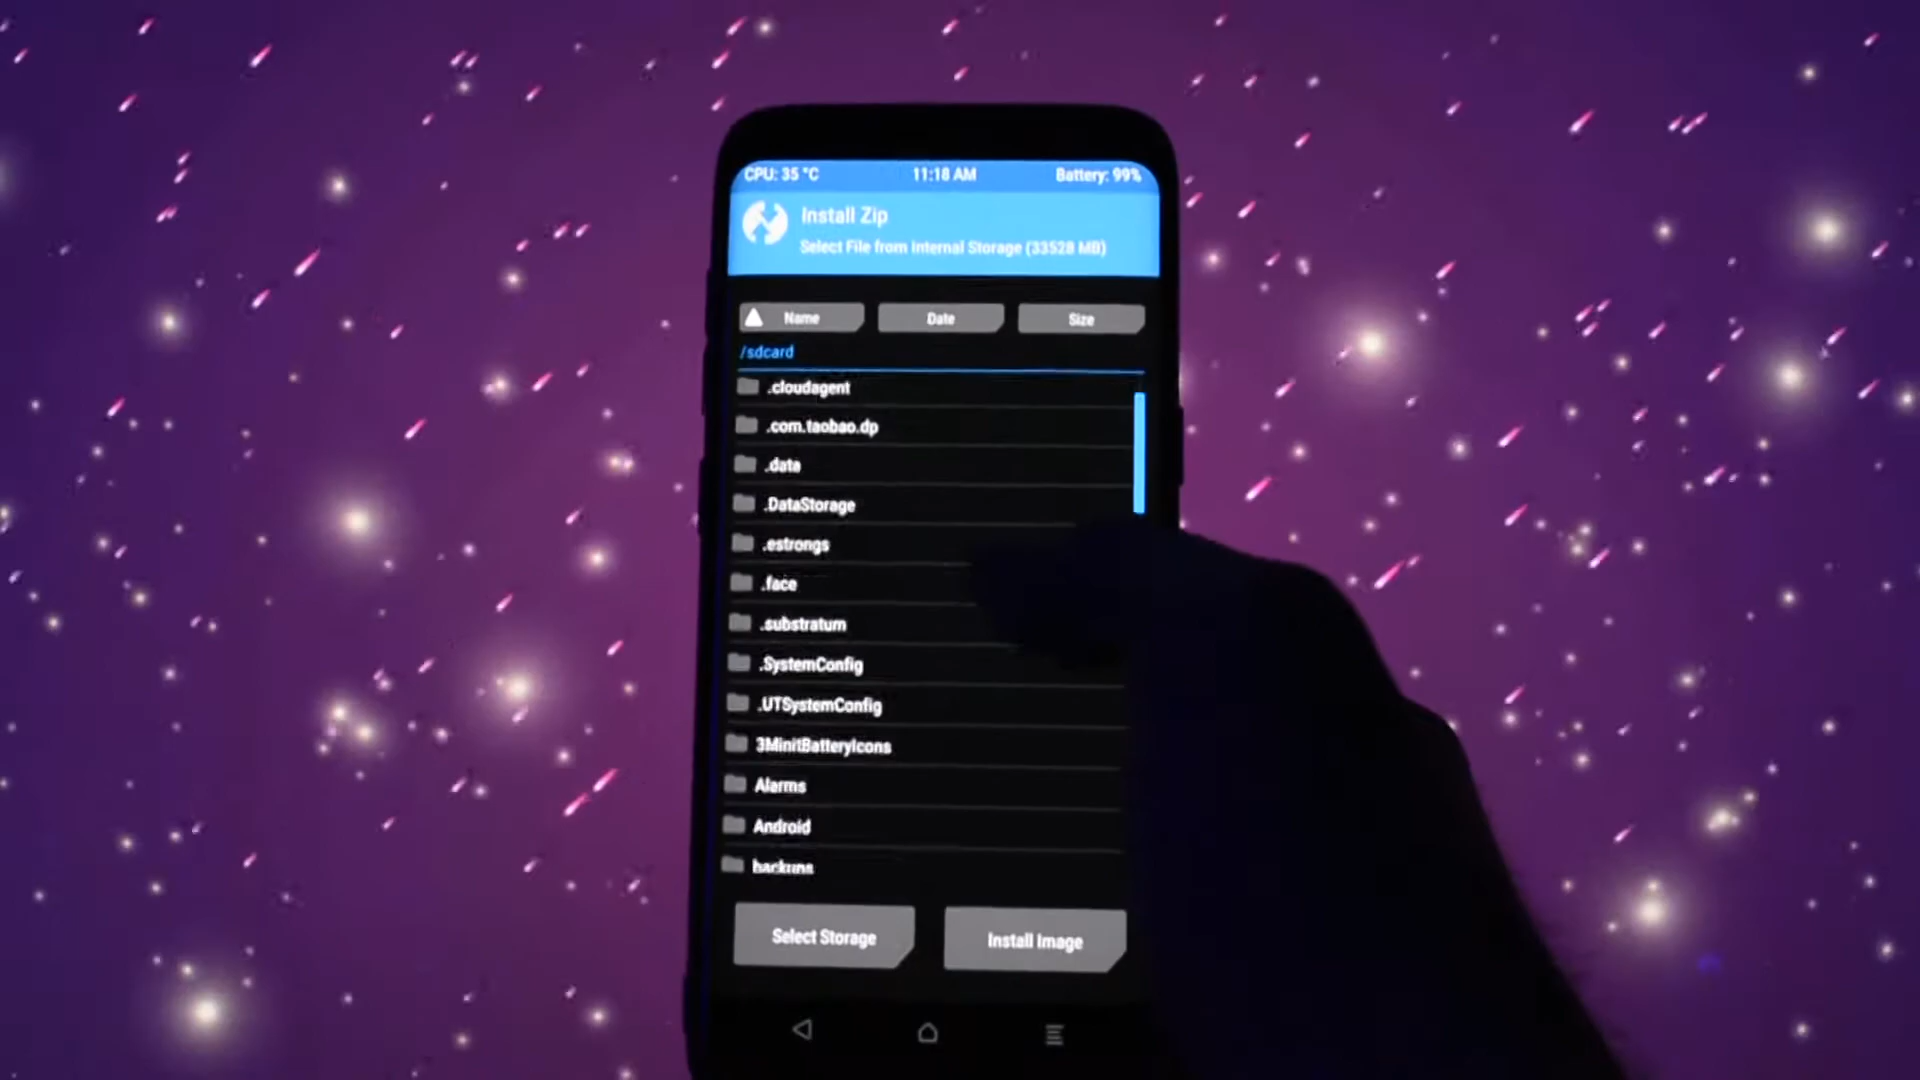 CPU: 35 °C 11:18 AM Battery: 99%
Install Zip
Select File from Internal Storage (33528 MB)
Name Date Size
/sdcard
.cloudagent
.com.taobao.dp
.data
.DataStorage
.estrongs
.face
.substratum
.SystemConfig
.UTSystemConfig
3MinitBatteryIcons
Alarms
Android
backups
Select Storage Install Image